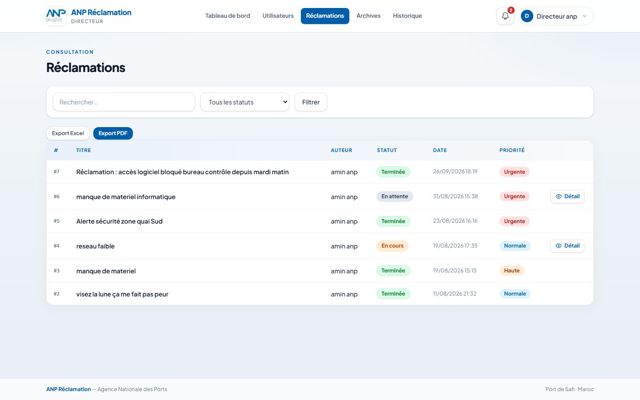 ANP
ANP Réclamation
DIRECTEUR
Tableau de bord
Utilisateurs
Réclamations
Archives
Historique
D
Directeur anp
CONSULTATION
Réclamations
Rechercher...
Tous les statuts
Filtrer
Export Excel
Export PDF
# TITRE AUTEUR STATUT DATE PRIORITÉ
#7 Réclamation : accès logiciel bloqué bureau contrôle depuis mardi matin amin anp Terminée 26/09/2026 18:19 Urgente
#6 manque de materiel informatique amin anp En attente 31/08/2026 15:38 Urgente Détail
#5 Alerte sécurité zone quai Sud amin anp Terminée 23/08/2026 16:16 Urgente
#4 reseau faible amin anp En cours 19/08/2026 17:35 Normale Détail
#3 manque de materiel amin anp Terminée 19/08/2026 15:15 Haute
#2 visez la lune ça me fait pas peur amin anp Terminée 11/08/2026 21:32 Normale
ANP Réclamation — Agence Nationale des Ports
Port de Safi · Maroc